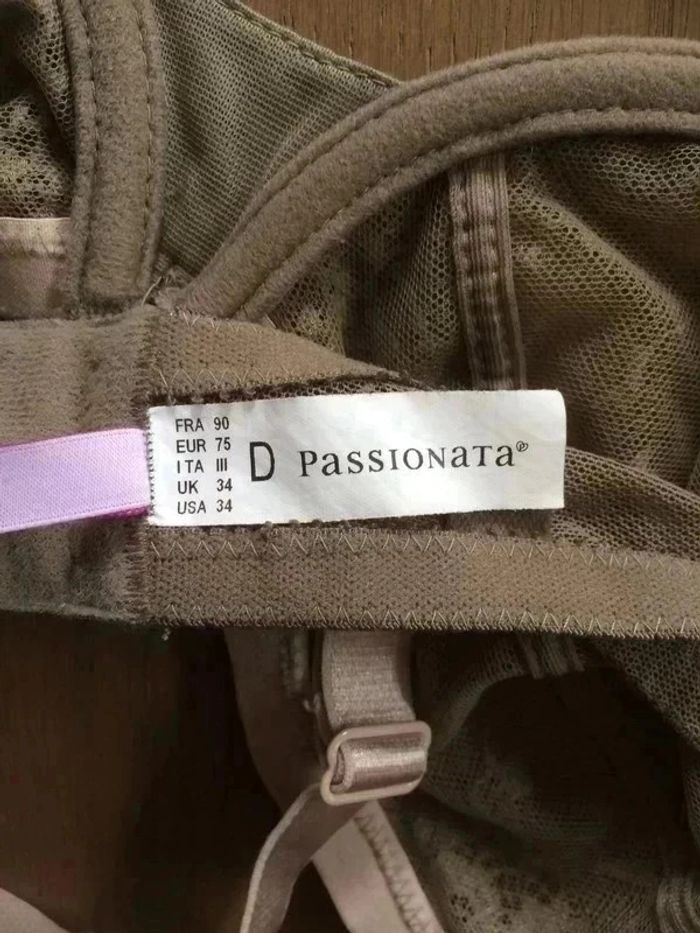 FRA 90
EUR 75
ITA III
UK 34
USA 34
D PASSIONATA